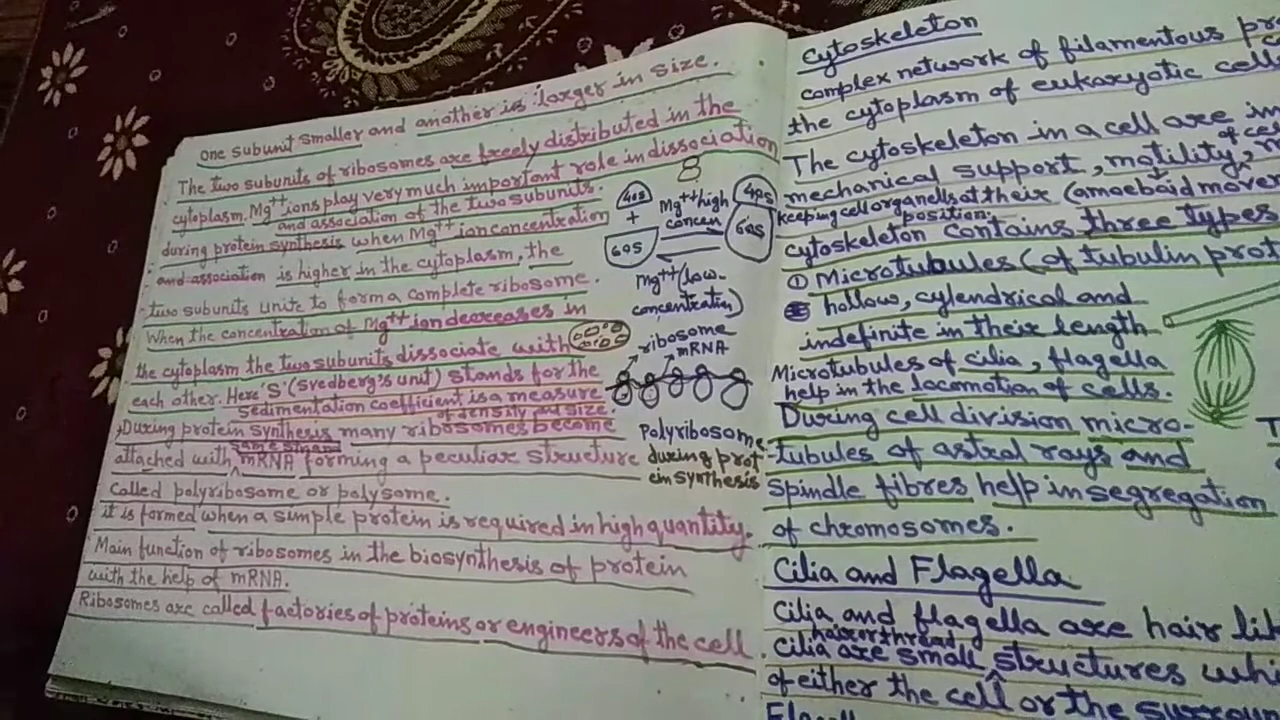 One subunit smaller and another is larger in size.
The two subunits of ribosomes are freely distributed in the
cytoplasm. Mg++ ions play very much important role in dissociation
and association of the two subunits.
during protein synthesis when Mg++ ion concentration
and association is higher in the cytoplasm, the
two subunits unite to form a complete ribosome.
When the concentration of Mg++ ion decreases in
the cytoplasm the two subunits dissociate with
each other. Here 'S' (Svedberg's unit) stands for the
Sedimentation coefficient is a measure
of density and size.
During protein synthesis many ribosomes become
same strand
attached with mRNA forming a peculiar structure
called polyribosome or polysome.
it is formed when a simple protein is required in high quantity.
Main function of ribosomes in the biosynthesis of protein
with the help of mRNA.
Ribosomes are called factories of proteins or engineers of the cell
40S
+
60S
Mg++ high
concen
40S
60S
Mg++ (low-
concentration)
ribosome
mRNA
Polyribosome
during prot-
ein synthesis
Cytoskeleton
complex network of filamentous pr
the cytoplasm of eukaryotic cell
The cytoskeleton in a cell are in
of cel
mechanical support, motility,
keeping cell organells at their (amoeboid mover
position.
cytoskeleton contains three types
① Microtubules (of tubulin prot
hollow, cylendrical and
indefinite in their length
Microtubules of cilia, flagella
help in the locomotion of cells.
During cell division micro-
tubules of astral rays and
spindle fibres help in segregation
of chromosomes.
Cilia and Flagella
Cilia and flagella are hair lik
hair or thread
cilia are small structures whi
of either the cell or the surroun
Flagell